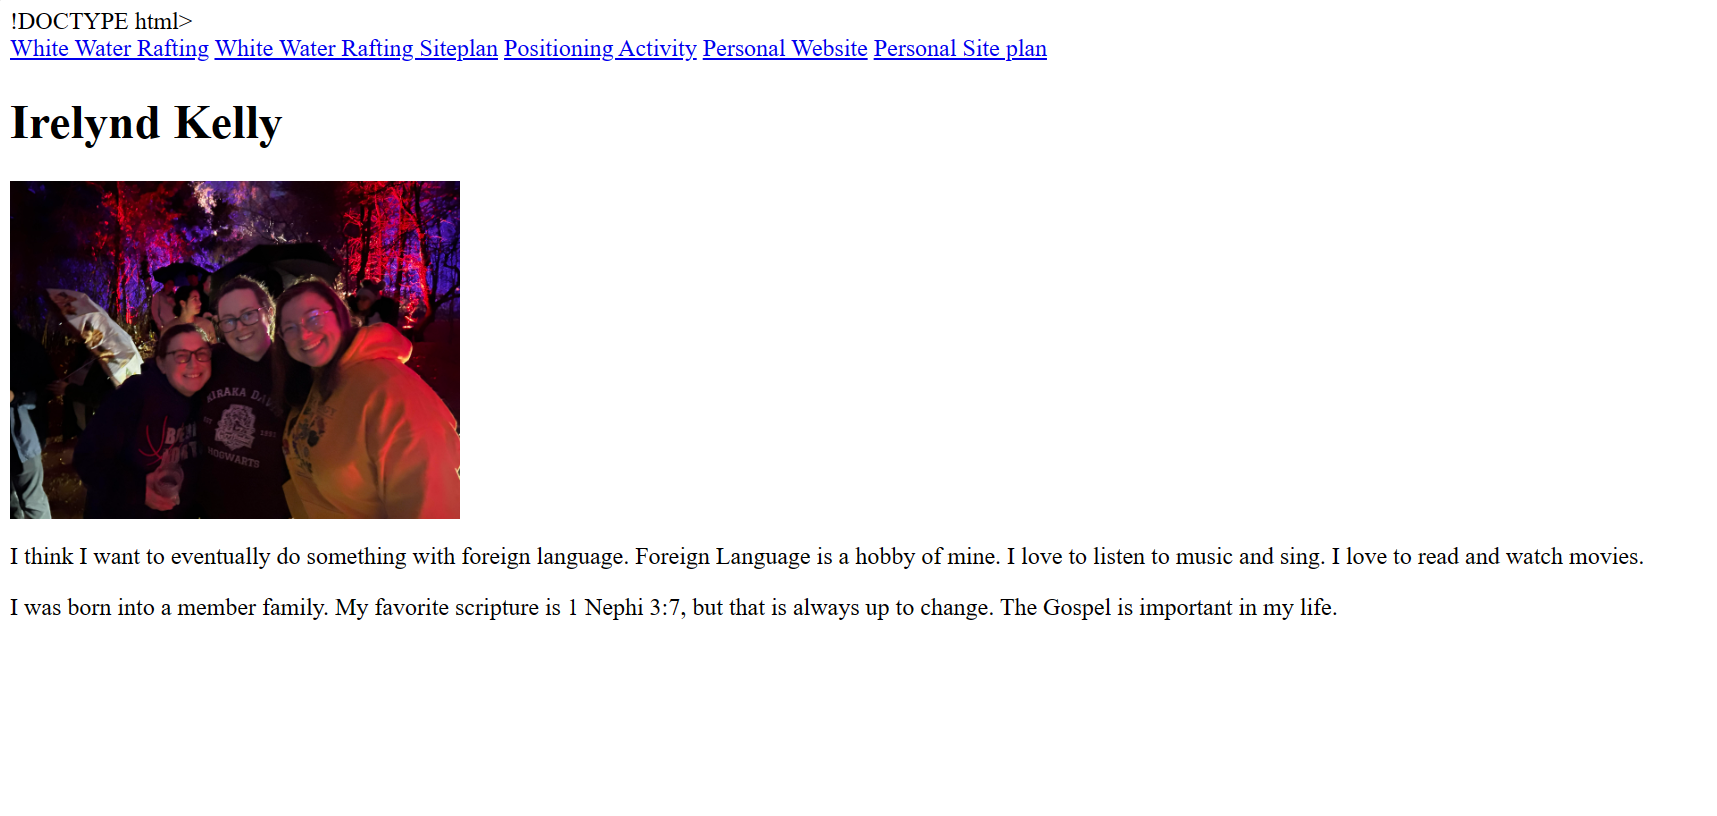 !DOCTYPE html>
White Water Rafting White Water Rafting Siteplan Positioning Activity Personal Website Personal Site plan
Irelynd Kelly
HOGWARTS
I think I want to eventually do something with foreign language. Foreign Language is a hobby of mine. I love to listen to music and sing. I love to read and watch movies.
I was born into a member family. My favorite scripture is 1 Nephi 3:7, but that is always up to change. The Gospel is important in my life.